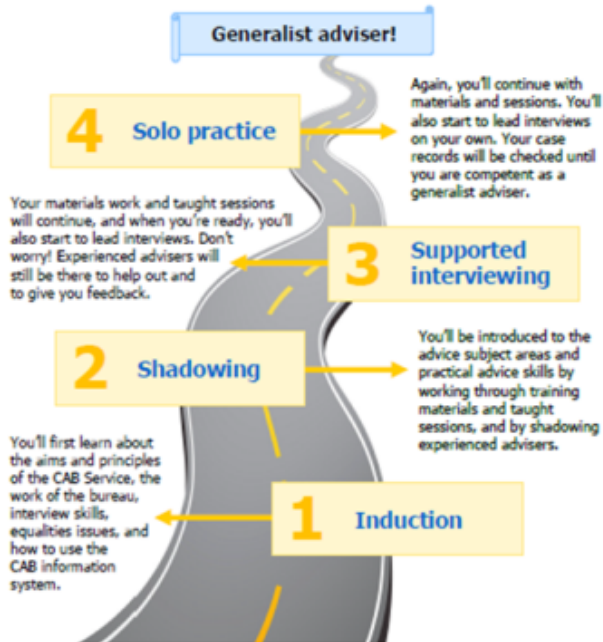 Generalist adviser!
4 Solo practice
Again, you'll continue with
materials and sessions. You'll
also start to lead interviews
on your own. Your case
records will be checked until
you are competent as a
generalist adviser.
Your materials work and taught sessions
will continue, and when you're ready, you'll
also start to lead interviews. Don't
worry! Experienced advisers will
still be there to help out and
to give you feedback.
3 Supported
interviewing
2 Shadowing
You'll be introduced to the
advice subject areas and
practical advice skills by
working through training
materials and taught
sessions, and by shadowing
experienced advisers.
You'll first learn about
the aims and principles
of the CAB Service, the
work of the bureau,
interview skills,
equalities issues, and
how to use the
CAB information
system.
1 Induction